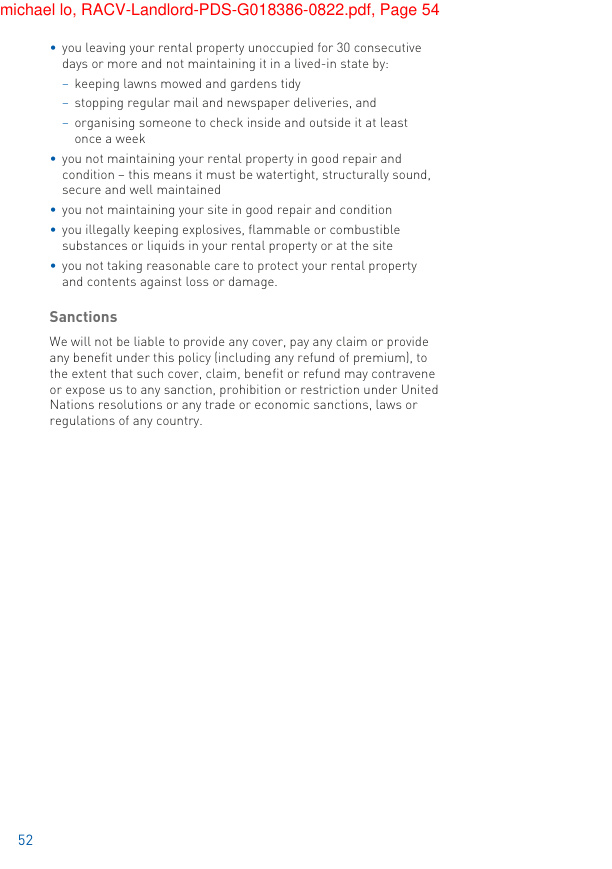 michael lo, RACV-Landlord-PDS-G018386-0822.pdf, Page 54
• you leaving your rental property unoccupied for 30 consecutive
days or more and not maintaining it in a lived-in state by:
– keeping lawns mowed and gardens tidy
– stopping regular mail and newspaper deliveries, and
– organising someone to check inside and outside it at least
once a week
• you not maintaining your rental property in good repair and
condition – this means it must be watertight, structurally sound,
secure and well maintained
• you not maintaining your site in good repair and condition
• you illegally keeping explosives, flammable or combustible
substances or liquids in your rental property or at the site
• you not taking reasonable care to protect your rental property
and contents against loss or damage.
Sanctions
We will not be liable to provide any cover, pay any claim or provide
any benefit under this policy (including any refund of premium), to
the extent that such cover, claim, benefit or refund may contravene
or expose us to any sanction, prohibition or restriction under United
Nations resolutions or any trade or economic sanctions, laws or
regulations of any country.
52